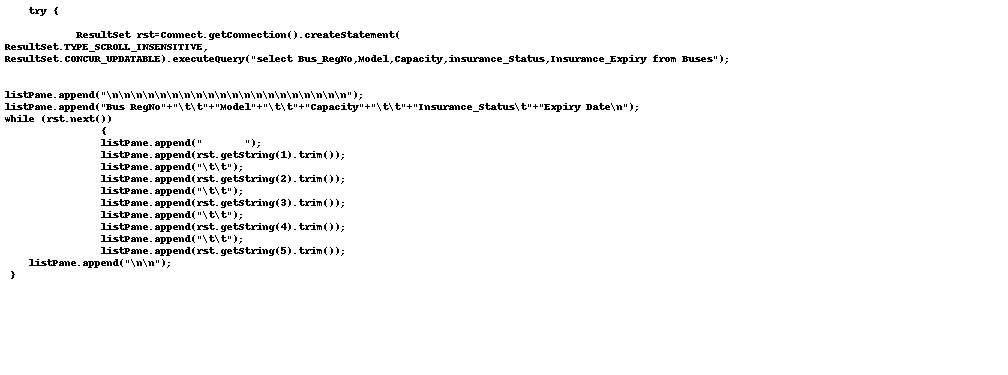 try {
ResultSet rst=Connect.getConnection().createStatement(
ResultSet.TYPE_SCROLL_INSENSITIVE,
ResultSet.CONCUR_UPDATABLE).executeQuery("select Bus_RegNo,Model,Capacity,insurance_Status,Insurance_Expiry from Buses");
listPane.append("\n\n\n\n\n\n\n\n\n\n\n\n\n\n\n\n\n\n\n\n");
listPane.append("Bus RegNo"+"\t\t"+"Model"+"\t\t"+"Capacity"+"\t\t"+"Insurance_Status\t"+"Expiry Date\n");
while (rst.next())
{
listPane.append("       ");
listPane.append(rst.getString(1).trim());
listPane.append("\t\t");
listPane.append(rst.getString(2).trim());
listPane.append("\t\t");
listPane.append(rst.getString(3).trim());
listPane.append("\t\t");
listPane.append(rst.getString(4).trim());
listPane.append("\t\t");
listPane.append(rst.getString(5).trim());
listPane.append("\n\n");
}